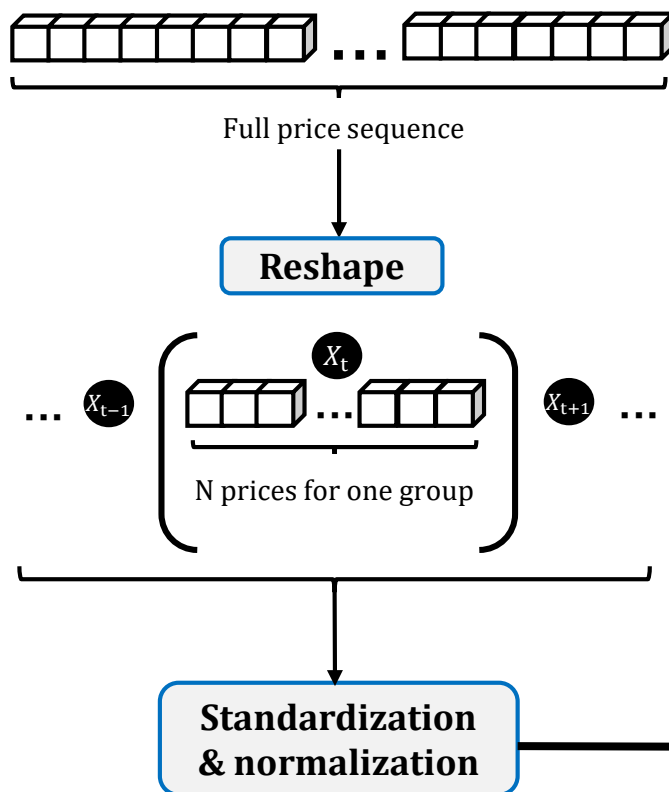 ...
Full price sequence
Reshape
X_t
... X_{t−1} ... X_{t+1} ...
N prices for one group
Standardization
& normalization